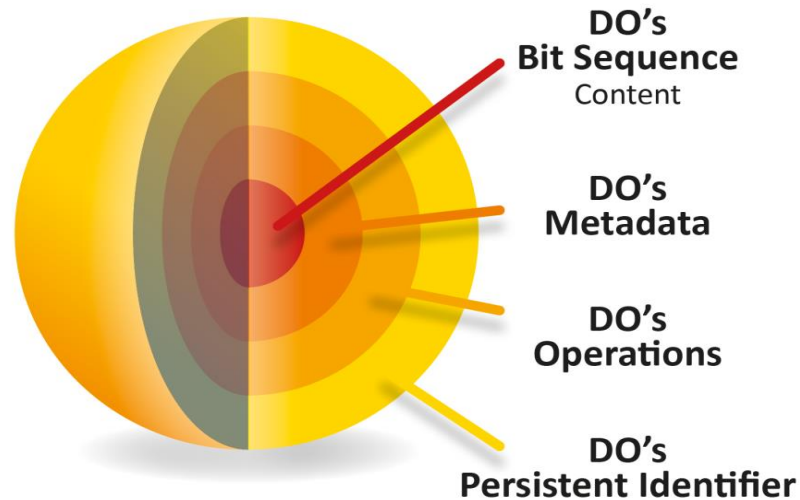 DO’s
Bit Sequence
Content
DO’s
Metadata
DO’s
Operations
DO’s
Persistent Identifier